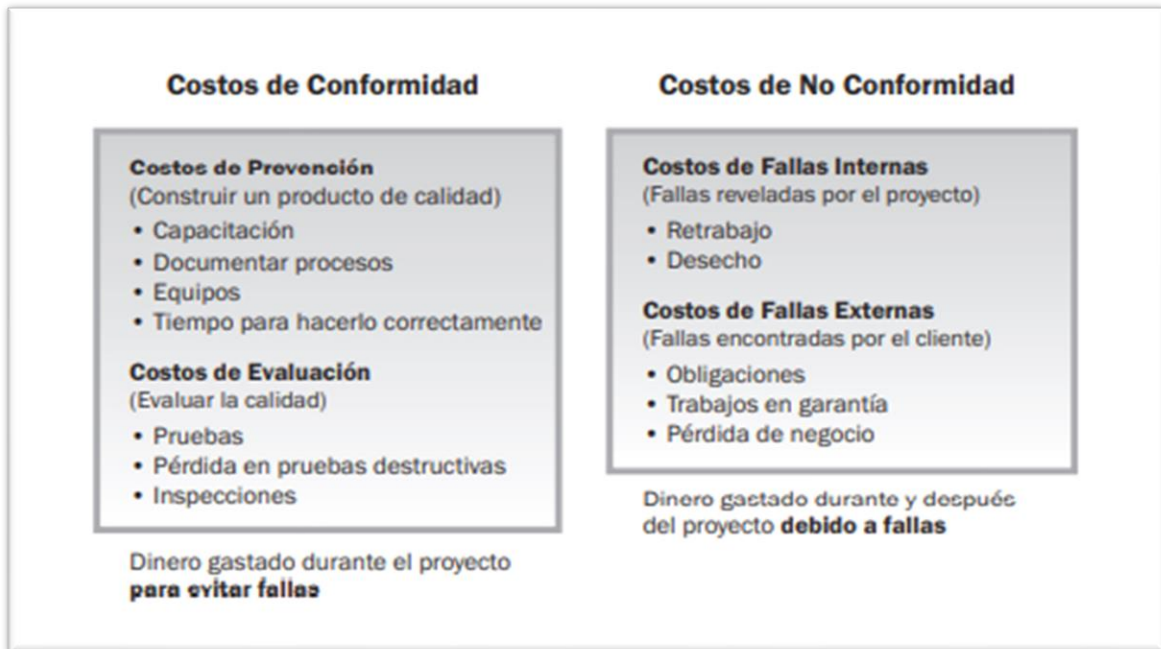 Costos de Conformidad
Costos de Prevención
(Construir un producto de calidad)
• Capacitación
• Documentar procesos
• Equipos
• Tiempo para hacerlo correctamente
Costos de Evaluación
(Evaluar la calidad)
• Pruebas
• Pérdida en pruebas destructivas
• Inspecciones
Dinero gastado durante el proyecto
para evitar fallas
Costos de No Conformidad
Costos de Fallas Internas
(Fallas reveladas por el proyecto)
• Retrabajo
• Desecho
Costos de Fallas Externas
(Fallas encontradas por el cliente)
• Obligaciones
• Trabajos en garantía
• Pérdida de negocio
Dinero gastado durante y después
del proyecto debido a fallas